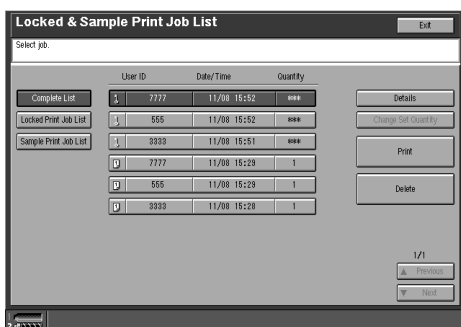 Locked & Sample Print Job List
Exit
Select job.
User ID Date/Time Quantity
Complete List
Locked Print Job List
Sample Print Job List
7777 11/08 15:52 ***
555 11/08 15:52 ***
3333 11/08 15:51 ***
7777 11/08 15:29 1
555 11/08 15:29 1
3333 11/08 15:28 1
Details
Change Set Quantity
Print
Delete
1/1
▲ Previous
▼ Next